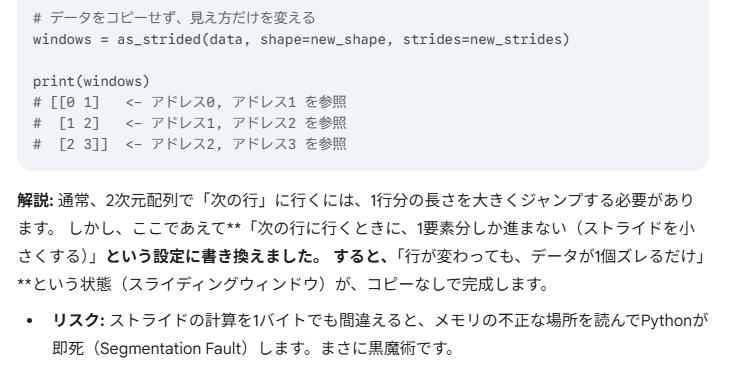 # データをコピーせず、見え方だけを変える
windows = as_strided(data, shape=new_shape, strides=new_strides)
print(windows)
# [[0 1]   <- アドレス0, アドレス1 を参照
#  [1 2]   <- アドレス1, アドレス2 を参照
#  [2 3]]  <- アドレス2, アドレス3 を参照
解説: 通常、2次元配列で「次の行」に行くには、1行分の長さを大きくジャンプする必要があり
ます。 しかし、ここであえて**「次の行に行くときに、1要素分しか進まない（ストライドを小
さくする）」という設定に書き換えました。 すると、「行が変わっても、データが1個ズレるだけ」
**という状態（スライディングウィンドウ）が、コピーなしで完成します。
• リスク: ストライドの計算を1バイトでも間違えると、メモリの不正な場所を読んでPythonが
即死（Segmentation Fault）します。まさに黒魔術です。